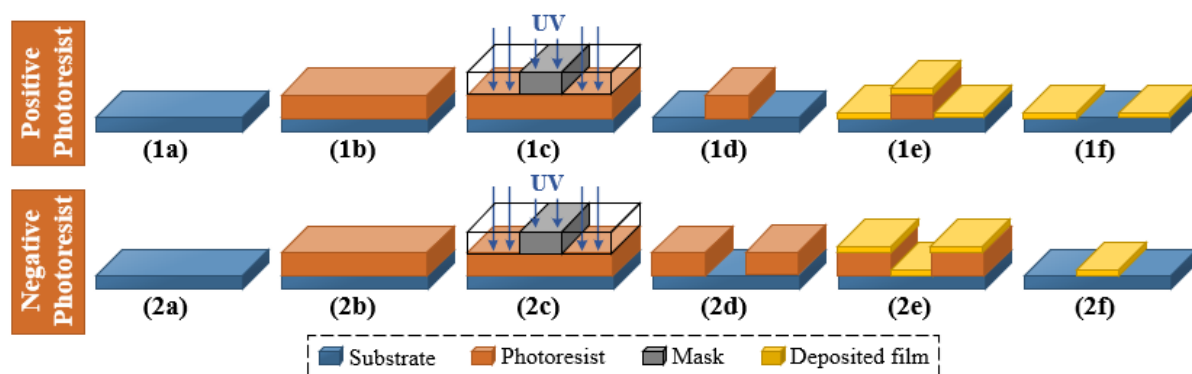 Positive
Photoresist
UV
(1a)
(1b)
(1c)
(1d)
(1e)
(1f)
Negative
Photoresist
UV
(2a)
(2b)
(2c)
(2d)
(2e)
(2f)
Substrate
Photoresist
Mask
Deposited film